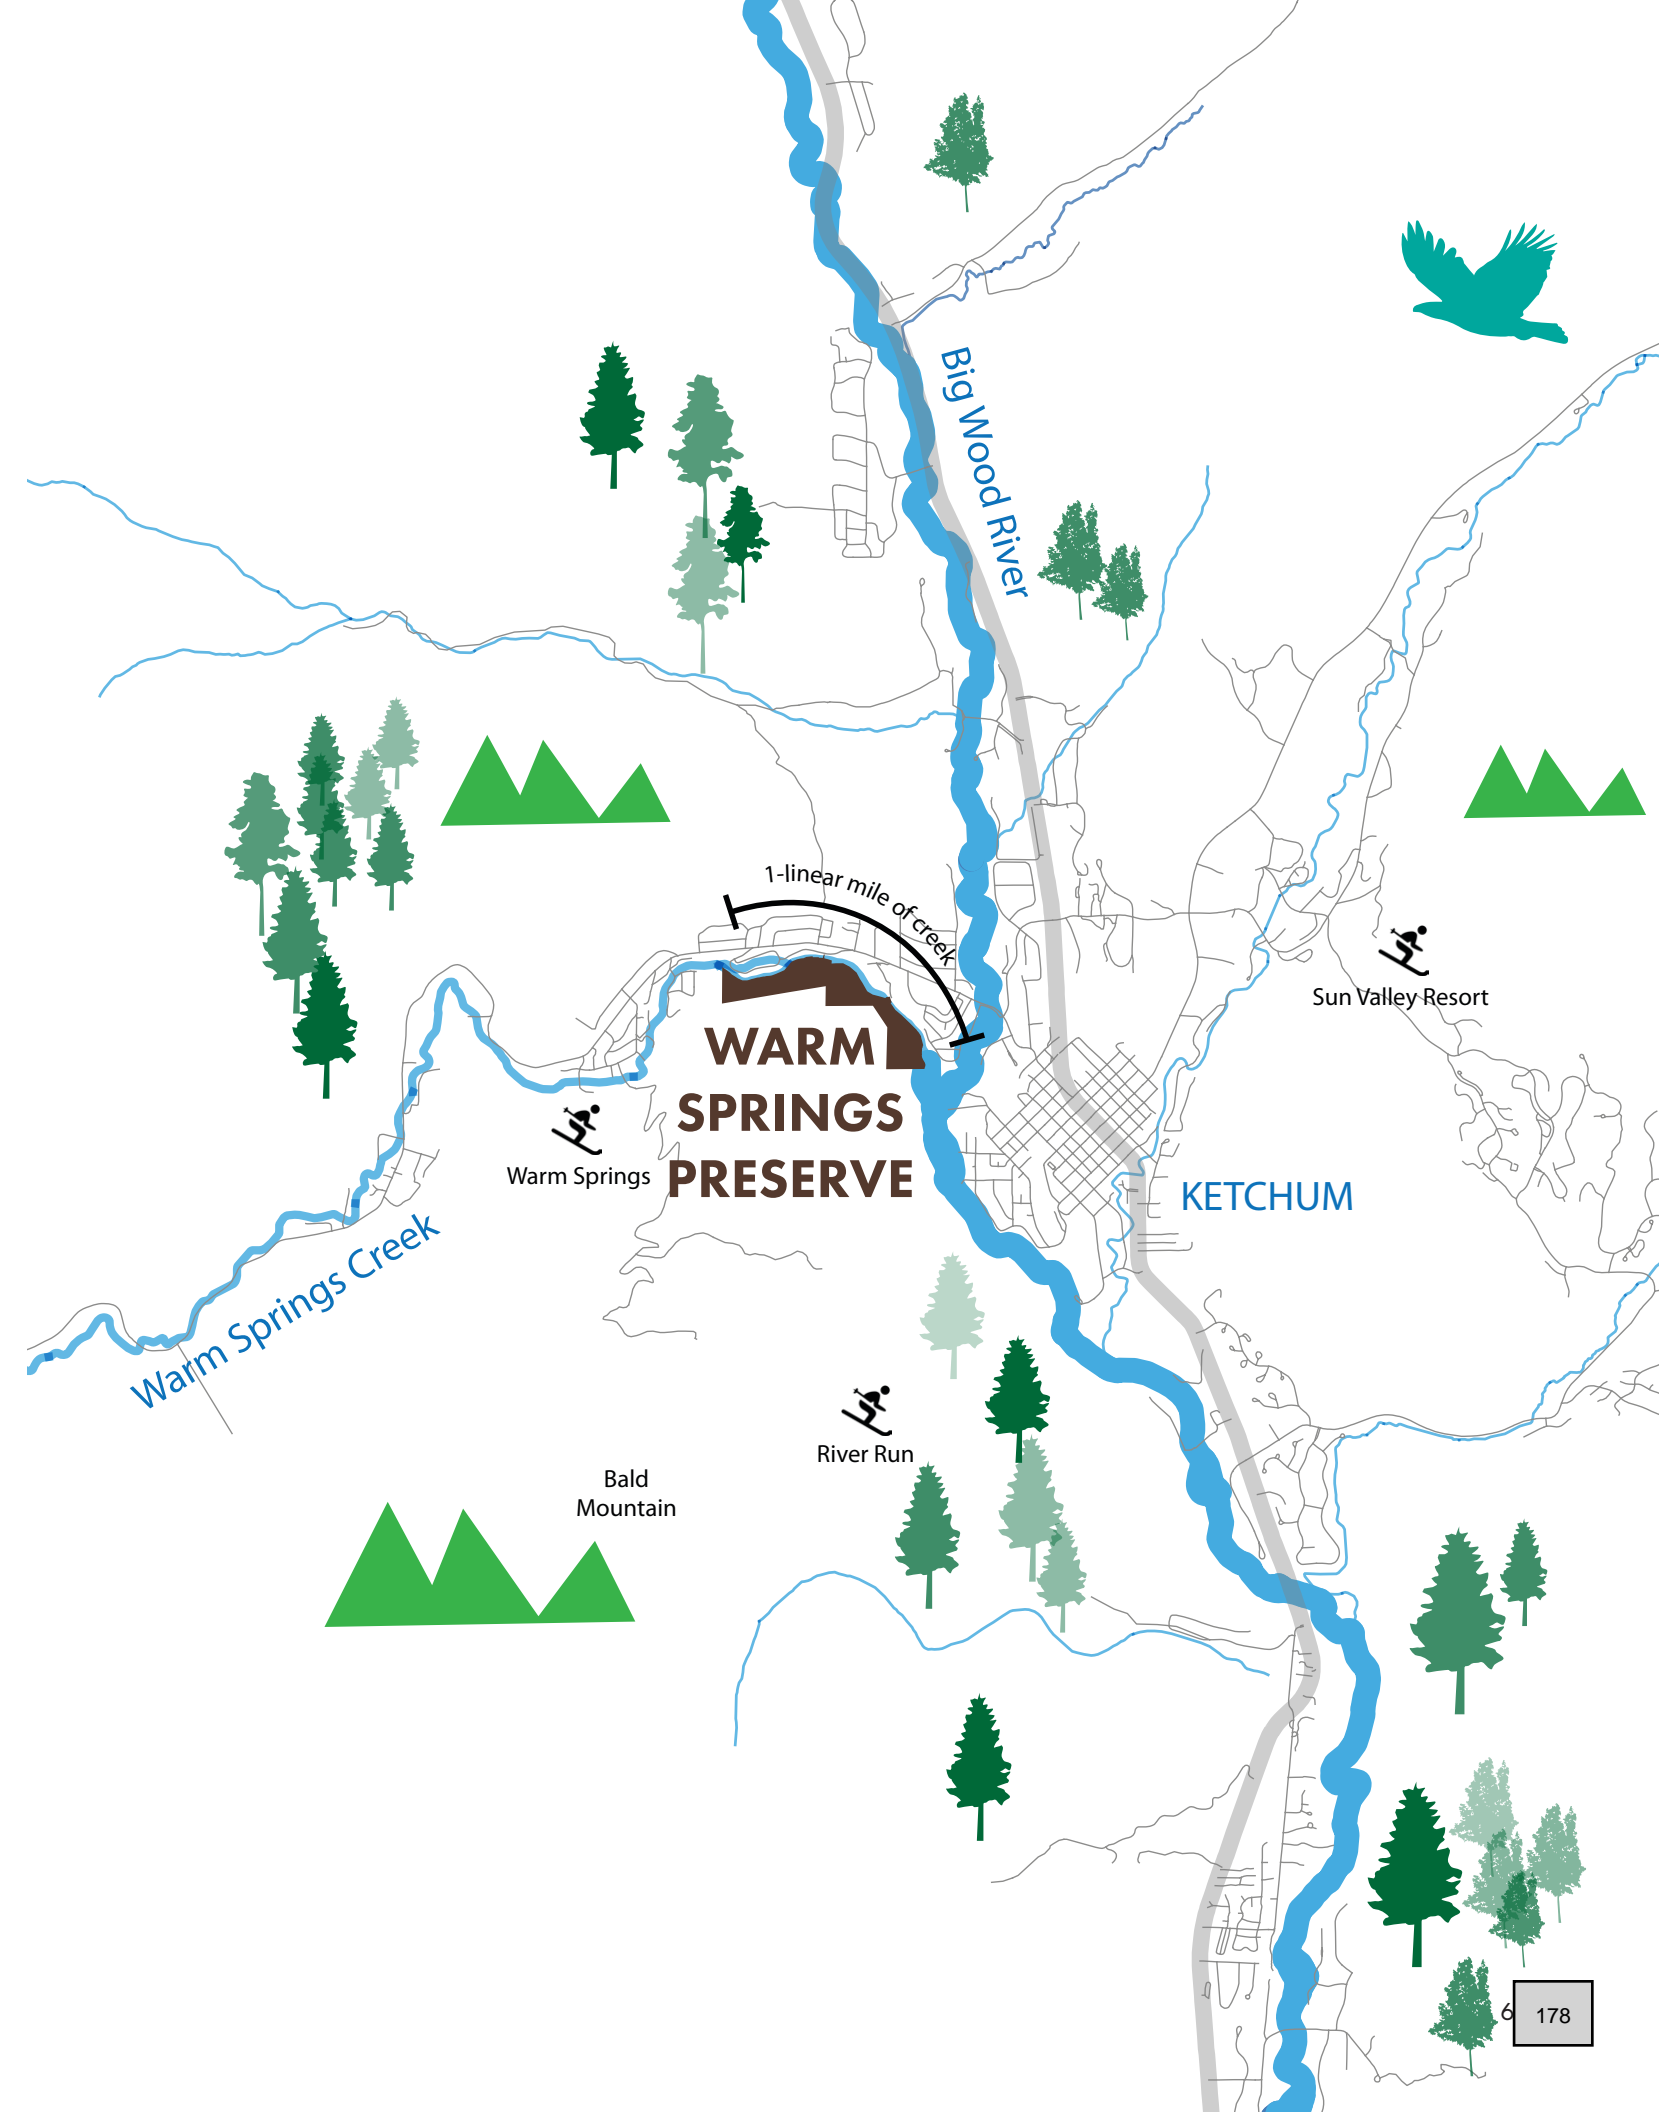 Big Wood River
1-linear mile of creek
Sun Valley Resort
WARM
SPRINGS
PRESERVE
Warm Springs
KETCHUM
Warm Springs Creek
River Run
Bald
Mountain
6
178